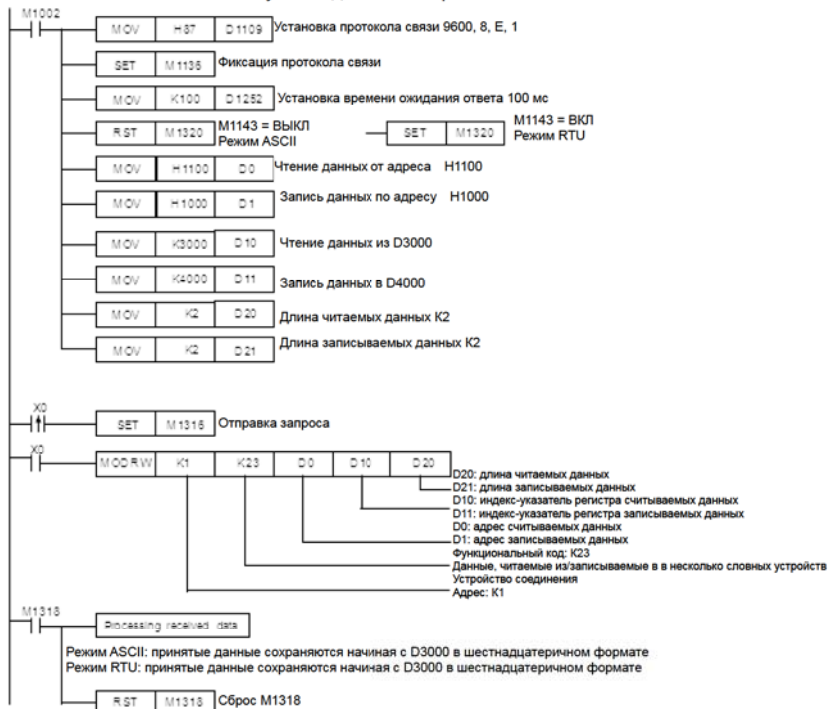 M1002
MOV H87 D1109 Установка протокола связи 9600, 8, E, 1
SET M1136 Фиксация протокола связи
MOV K100 D1252 Установка времени ожидания ответа 100 мс
M1143 = ВКЛ
RST M1320 M1143 = ВЫКЛ SET M1320 Режим RTU
Режим ASCII
MOV H1100 D0 Чтение данных от адреса H1100
MOV H1000 D1 Запись данных по адресу H1000
MOV K3000 D10 Чтение данных из D3000
MOV K4000 D11 Запись данных в D4000
MOV K2 D20 Длина читаемых данных К2
MOV K2 D21 Длина записываемых данных К2
X0
SET M1316 Отправка запроса
X0
MODRW K1 K23 D0 D10 D20
D20: длина читаемых данных
D21: длина записываемых данных
D10: индекс-указатель регистра считываемых данных
D11: индекс-указатель регистра записываемых данных
D0: адрес считываемых данных
D1: адрес записываемых данных
Функциональный код: К23
Данные, читаемые из/записываемые в в несколько словных устройств
Устройство соединения
Адрес: К1
M1318
Processing received data
Режим ASCII: принятые данные сохраняются начиная с D3000 в шестнадцатеричном формате
Режим RTU: принятые данные сохраняются начиная с D3000 в шестнадцатеричном формате
RST M1318 Сброс M1318